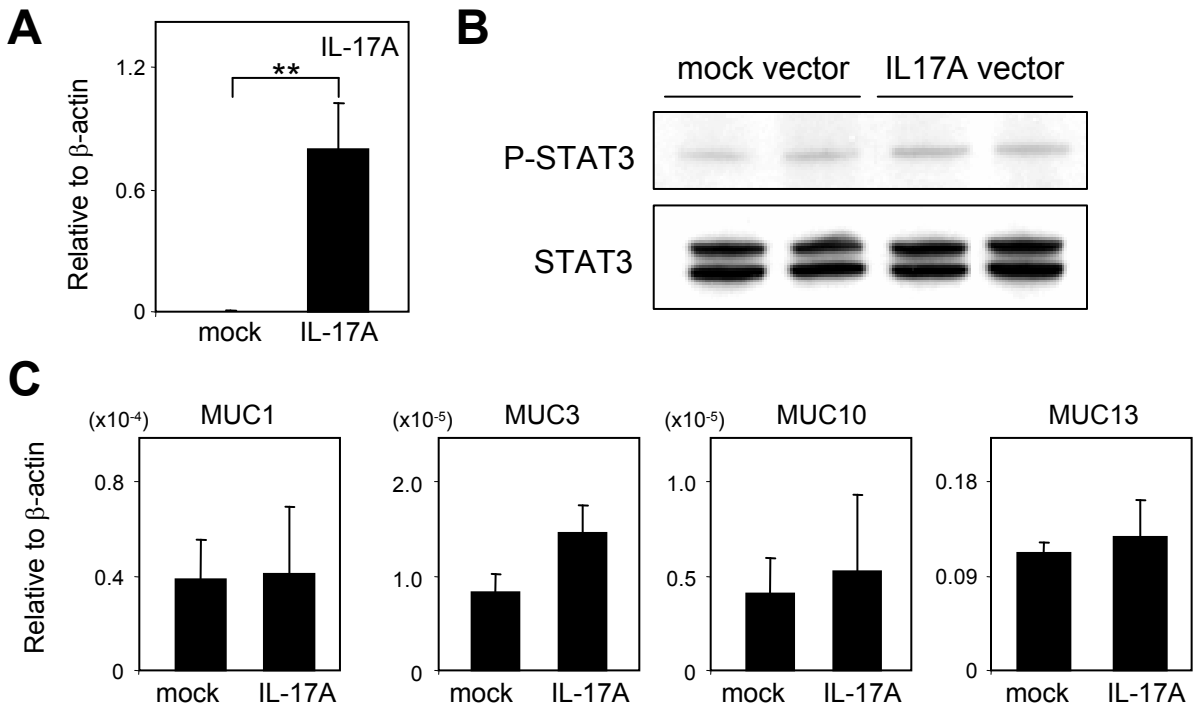 A
IL-17A
**
1.2
0.6
0
Relative to β-actin
mock IL-17A
B
mock vector IL17A vector
P-STAT3
STAT3
C
(x10⁻⁴) MUC1
0.8
0.4
0
Relative to β-actin
mock IL-17A
(x10⁻⁵) MUC3
2.0
1.0
0
mock IL-17A
(x10⁻⁵) MUC10
1.0
0.5
0
mock IL-17A
MUC13
0.18
0.09
0
mock IL-17A